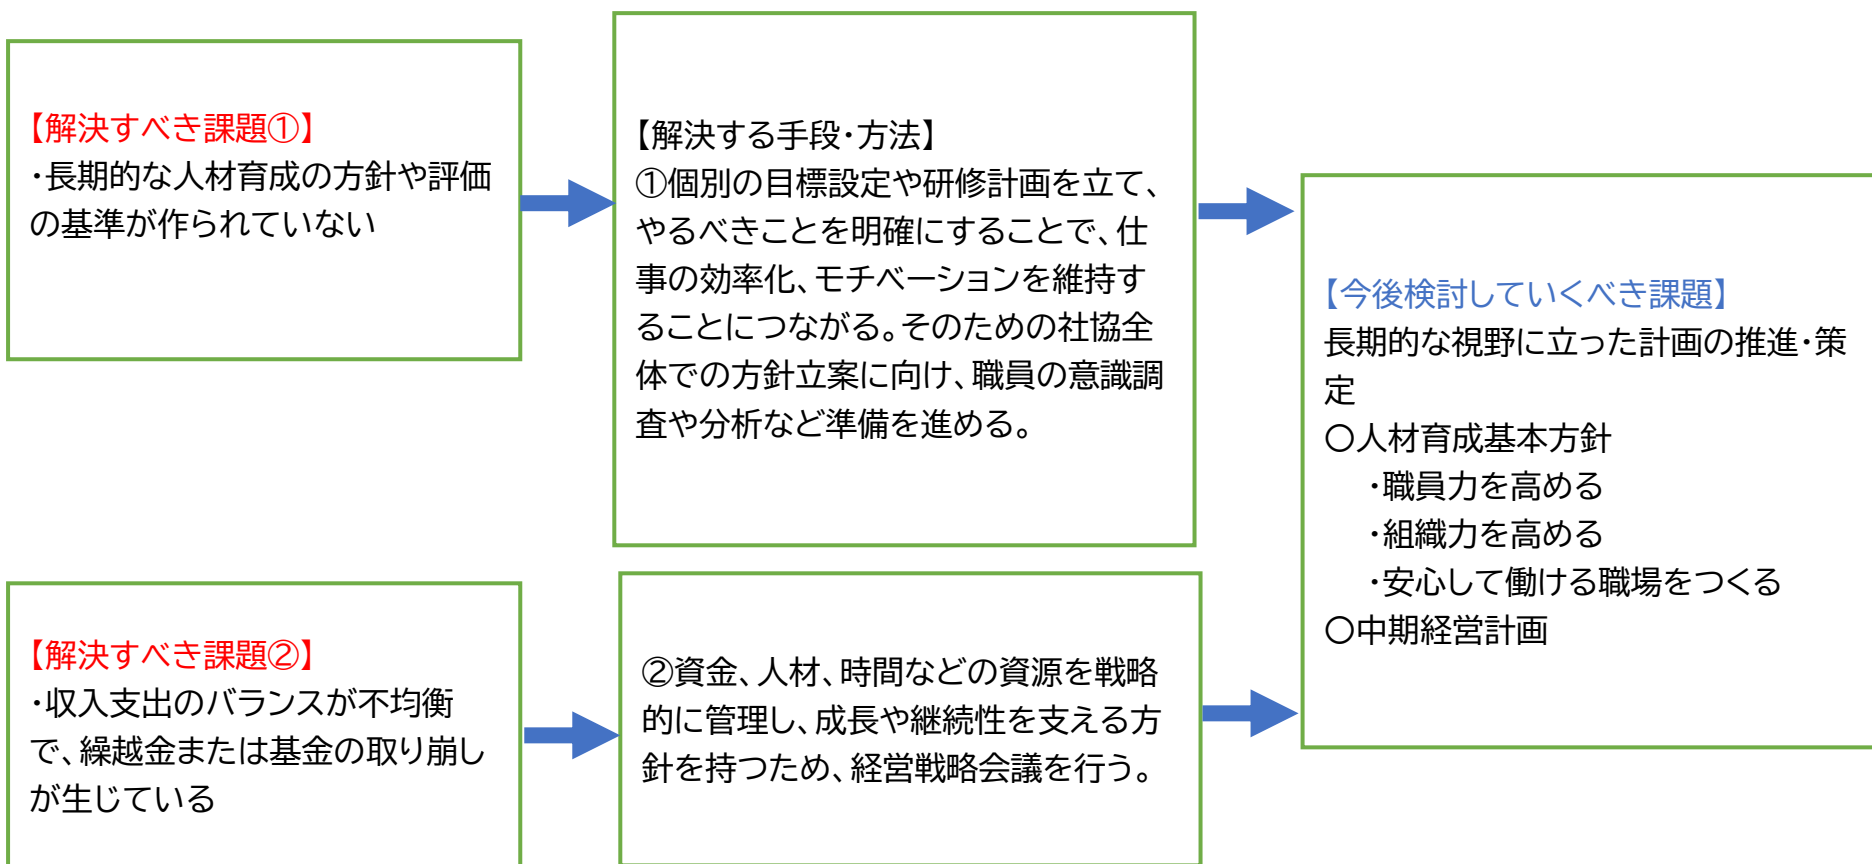 【解決すべき課題①】
・長期的な人材育成の方針や評価
の基準が作られていない
【解決する手段・方法】
①個別の目標設定や研修計画を立て、
やるべきことを明確にすることで、仕
事の効率化、モチベーションを維持す
ることにつながる。そのための社協全
体での方針立案に向け、職員の意識調
査や分析など準備を進める。
【解決すべき課題②】
・収入支出のバランスが不均衡
で、繰越金または基金の取り崩し
が生じている
②資金、人材、時間などの資源を戦略
的に管理し、成長や継続性を支える方
針を持つため、経営戦略会議を行う。
【今後検討していくべき課題】
長期的な視野に立った計画の推進・策
定
〇人材育成基本方針
・職員力を高める
・組織力を高める
・安心して働ける職場をつくる
〇中期経営計画